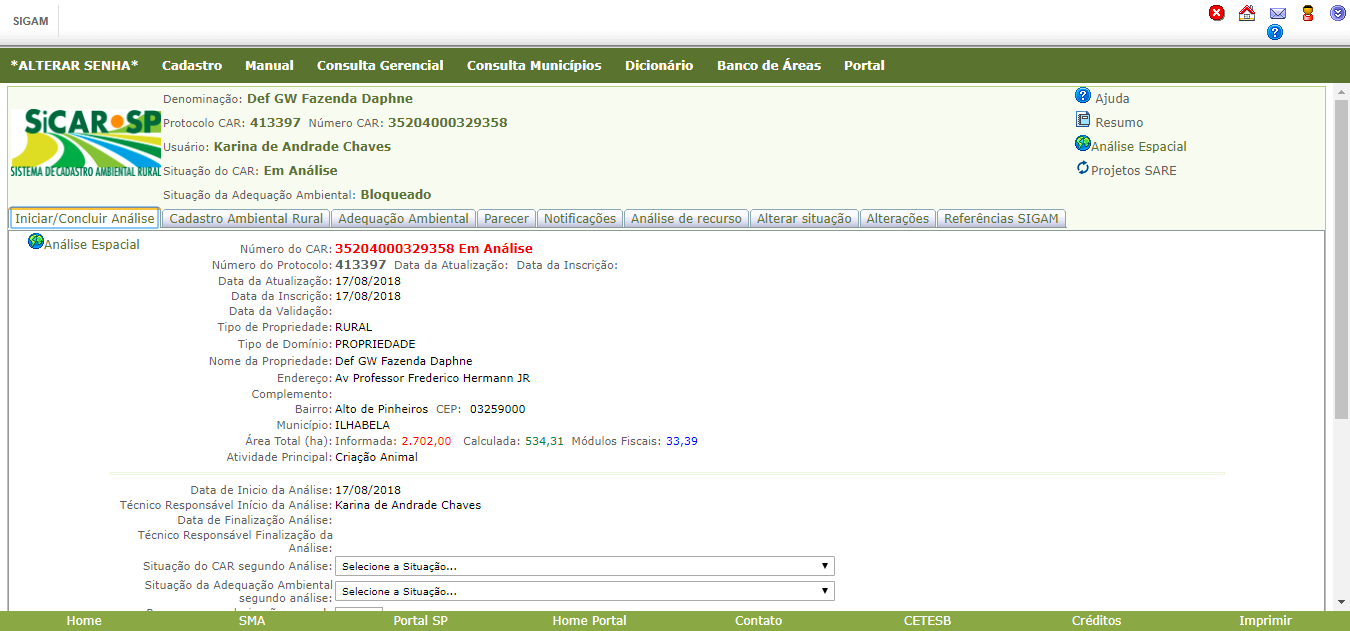 SIGAM
*ALTERAR SENHA* Cadastro Manual Consulta Gerencial Consulta Municípios Dicionário Banco de Áreas Portal
SiCAR SP
SISTEMA DE CADASTRO AMBIENTAL RURAL
Denominação: Def GW Fazenda Daphne
Protocolo CAR: 413397 Número CAR: 35204000329358
Usuário: Karina de Andrade Chaves
Situação do CAR: Em Análise
Situação da Adequação Ambiental: Bloqueado
Ajuda
Resumo
Análise Espacial
Projetos SARE
Iniciar/Concluir Análise Cadastro Ambiental Rural Adequação Ambiental Parecer Notificações Análise de recurso Alterar situação Alterações Referências SIGAM
Análise Espacial
Número do CAR: 35204000329358 Em Análise
Número do Protocolo: 413397 Data da Atualização: Data da Inscrição:
Data da Atualização: 17/08/2018
Data da Inscrição: 17/08/2018
Data da Validação:
Tipo de Propriedade: RURAL
Tipo de Domínio: PROPRIEDADE
Nome da Propriedade: Def GW Fazenda Daphne
Endereço: Av Professor Frederico Hermann JR
Complemento:
Bairro: Alto de Pinheiros CEP: 03259000
Município: ILHABELA
Área Total (ha): Informada: 2.702,00 Calculada: 534,31 Módulos Fiscais: 33,39
Atividade Principal: Criação Animal
Data de Inicio da Análise: 17/08/2018
Técnico Responsável Início da Análise: Karina de Andrade Chaves
Data de Finalização Análise:
Técnico Responsável Finalização da
Análise:
Situação do CAR segundo Análise: Selecione a Situação...
Situação da Adequação Ambiental
segundo análise: Selecione a Situação...
Home SMA Portal SP Home Portal Contato CETESB Créditos Imprimir